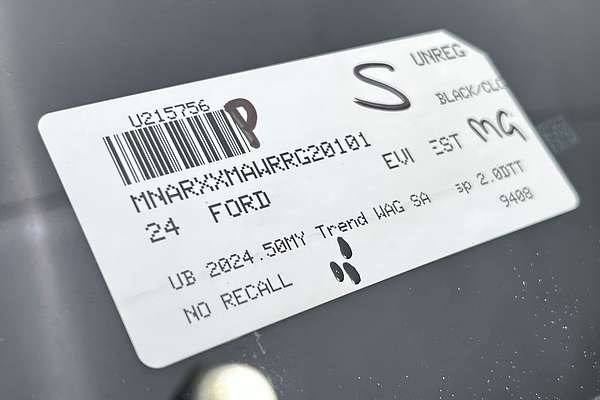 U215756 P S UNREG
BLACK/CLO
MNARXXMAWRRG20101 EVI EST MG
24 FORD
UB 2024.50MY Trend WAG SA sp 2.0DTT
NO RECALL 9408